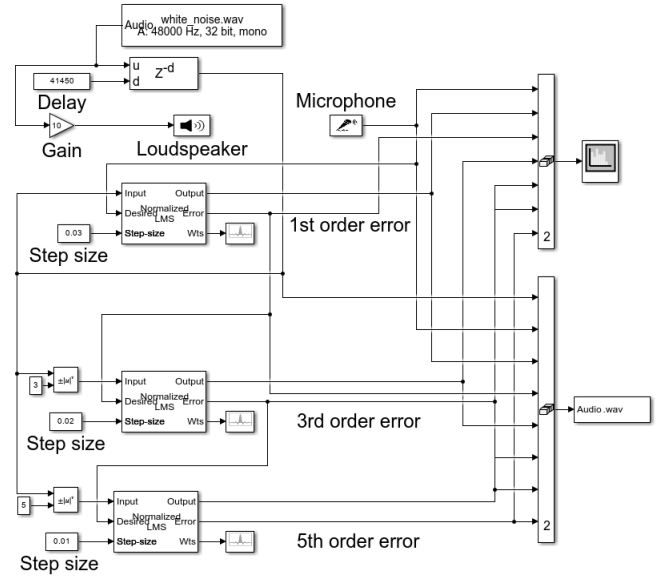 Audio
white_noise.wav
A: 48000 Hz, 32 bit, mono
u
d
Z-d
41450
Delay
10
Gain
Loudspeaker
Microphone
Input
Output
Desired
Normalized
LMS
Error
Step-size
Wts
0.03
Step size
1st order error
2
3
±|u|ª
Input
Output
Desired
Normalized
LMS
Error
Step-size
Wts
0.02
Step size
3rd order error
Audio .wav
5
±|u|ª
Input
Output
Desired
Normalized
LMS
Error
Step-size
Wts
0.01
Step size
5th order error
2